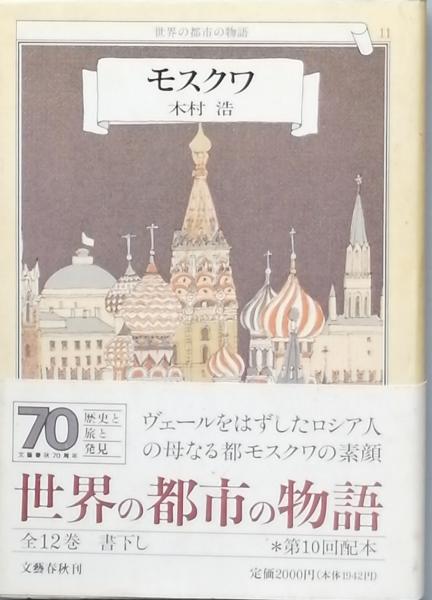 世界の都市の物語
11
モスクワ
木村 浩
70
文藝春秋70周年
歴史と
旅と
発見
ヴェールをはずしたロシア人
の母なる都モスクワの素顔
世界の都市の物語
全12巻 書下し
*第10回配本
文藝春秋刊
定価2000円(本体1942円)